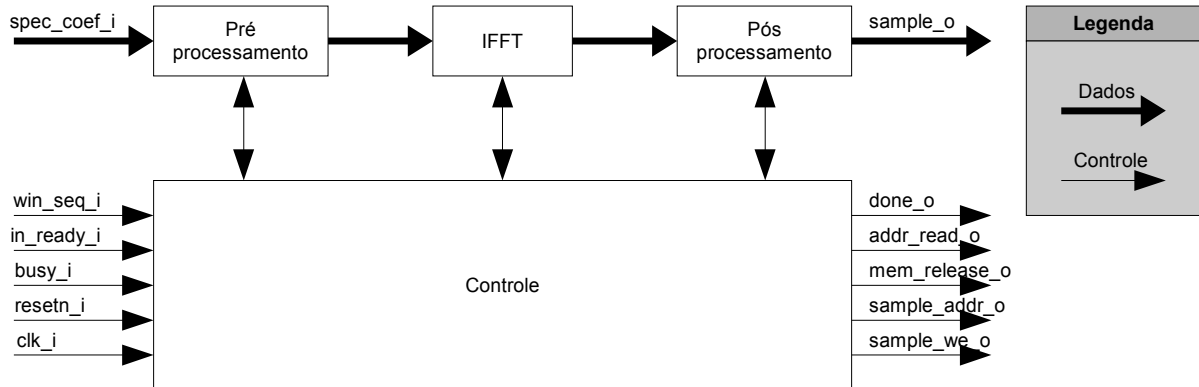 spec_coef_i
Pré
processamento
IFFT
Pós
processamento
sample_o
Legenda
Dados
Controle
win_seq_i
in_ready_i
busy_i
resetn_i
clk_i
Controle
done_o
addr_read_o
mem_release_o
sample_addr_o
sample_we_o